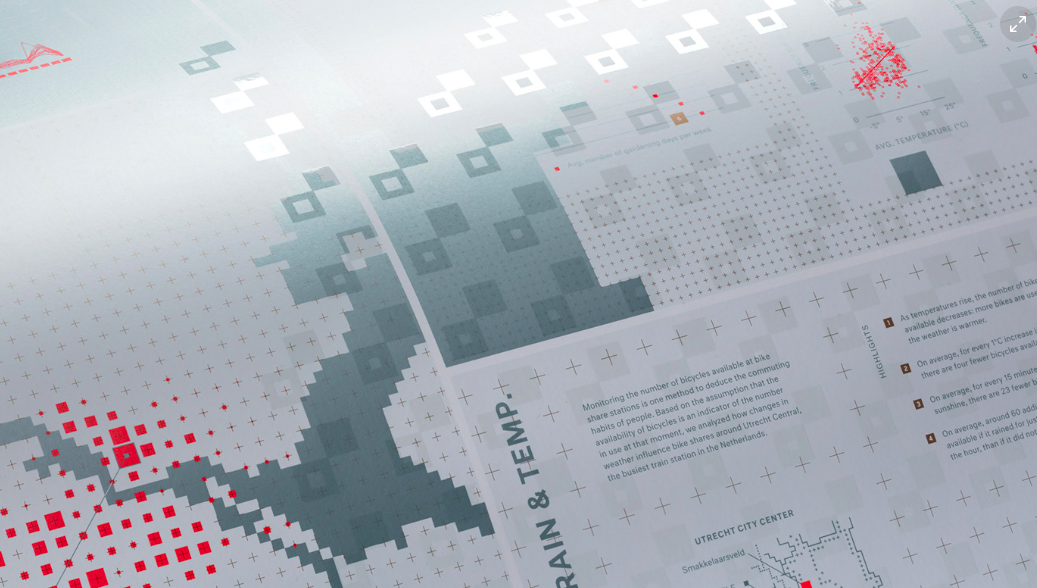 Avg. number of gardening days per week
0
-5°
5°
15°
25°
AVG. TEMPERATURE (°C)
0
RAIN & TEMP.
Monitoring the number of bicycles available at bike
share stations is one method to deduce the commuting
habits of people. Based on the assumption that the
availability of bicycles is an indicator of the number
in use at that moment, we analyzed how changes in
weather influence bike shares around Utrecht Central,
the busiest train station in the Netherlands.
HIGHLIGHTS
1
As temperatures rise, the number of bike
available decreases: more bikes are use
the weather is warmer.
2
On average, for every 1°C increase i
there are four fewer bicycles avail
3
On average, for every 15 minute
sunshine, there are 23 fewer b
4
On average, around 60 addi
available if it rained for jus
the hour, than if it did no
UTRECHT CITY CENTER
Smakkelaarsveld